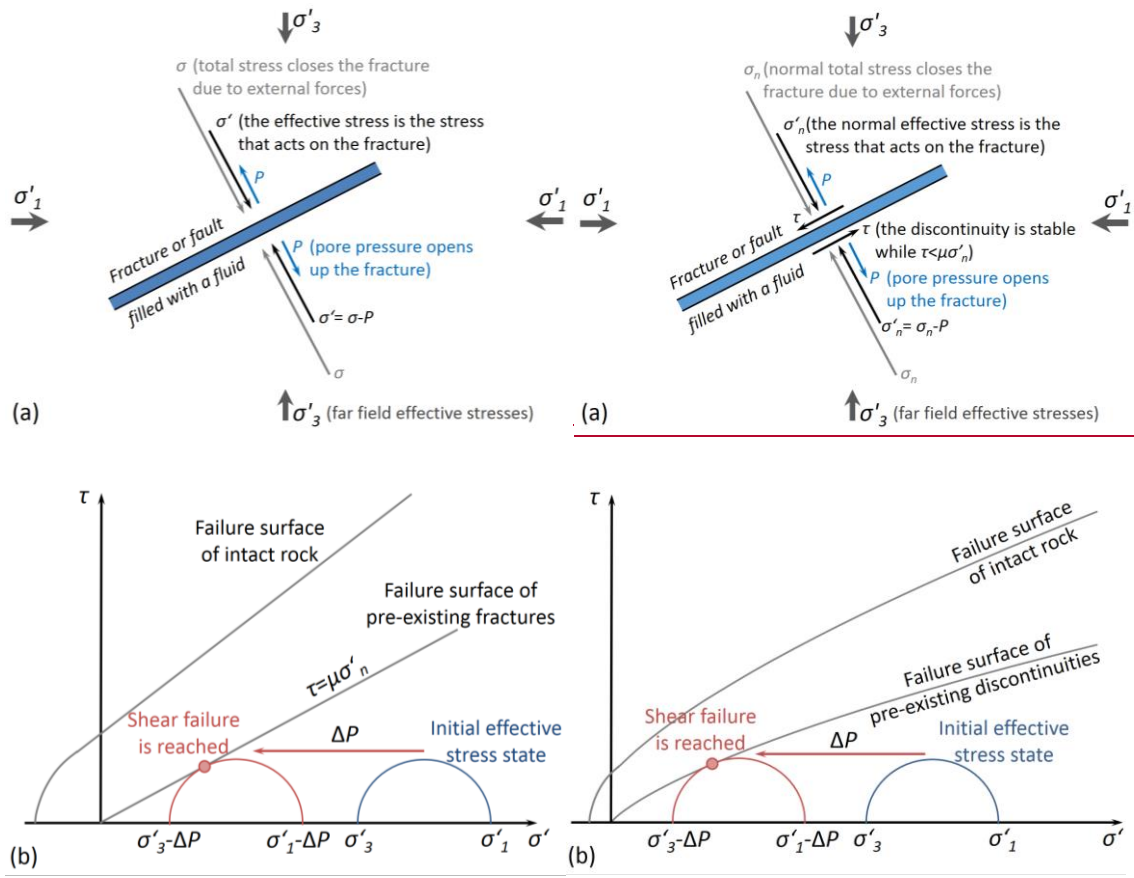 σ'₃
σ (total stress closes the fracture
due to external forces)
σ' (the effective stress is the stress
that acts on the fracture)
P
σ'₁
σ'₁
Fracture or fault
filled with a fluid
P (pore pressure opens
up the fracture)
σ'= σ-P
σ
(a)
σ'₃ (far field effective stresses)
σ'₃
σₙ (normal total stress closes the
fracture due to external forces)
σ'ₙ (the normal effective stress is the
stress that acts on the fracture)
P
τ
σ'₁
σ'₁
Fracture or fault
filled with a fluid
τ (the discontinuity is stable
while τ<μσ'ₙ)
P (pore pressure opens
up the fracture)
σ'ₙ= σₙ-P
σₙ
(a)
σ'₃ (far field effective stresses)
τ
Failure surface
of intact rock
Failure surface of
pre-existing fractures
τ=μσ'ₙ
Shear failure
is reached
ΔP
Initial effective
stress state
(b)
σ'₃-ΔP
σ'₁-ΔP
σ'₃
σ'₁
σ'
τ
Failure surface
of intact rock
Failure surface of
pre-existing discontinuities
Shear failure
is reached
ΔP
Initial effective
stress state
(b)
σ'₃-ΔP
σ'₁-ΔP
σ'₃
σ'₁
σ'